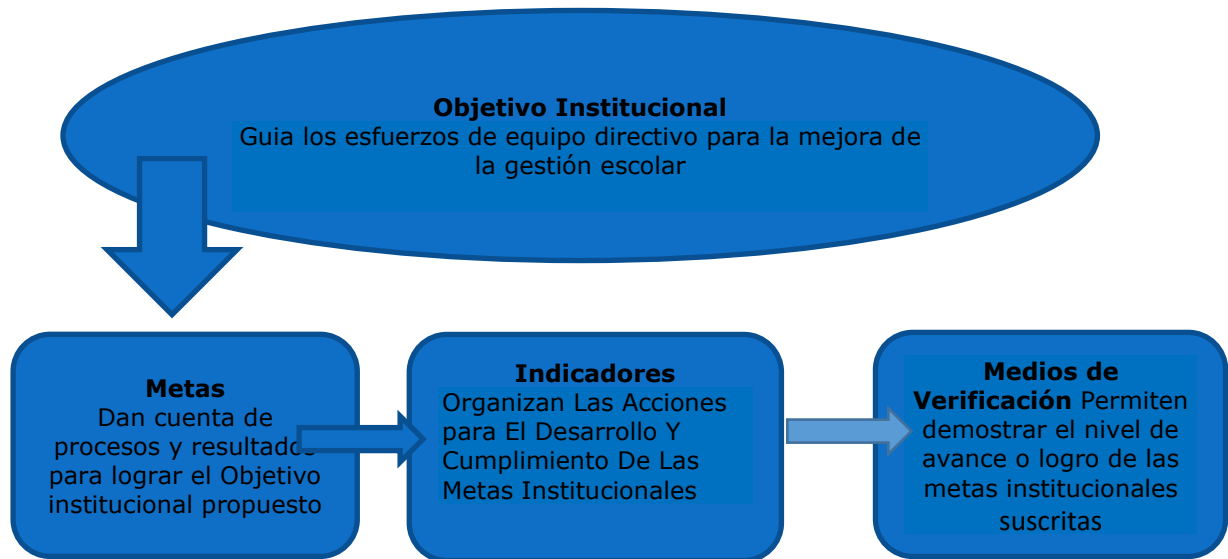 Objetivo Institucional
Guia los esfuerzos de equipo directivo para la mejora de
la gestión escolar
Metas
Dan cuenta de
procesos y resultados
para lograr el Objetivo
institucional propuesto
Indicadores
Organizan Las Acciones
para El Desarrollo Y
Cumplimiento De Las
Metas Institucionales
Medios de
Verificación Permiten
demostrar el nivel de
avance o logro de las
metas institucionales
suscritas